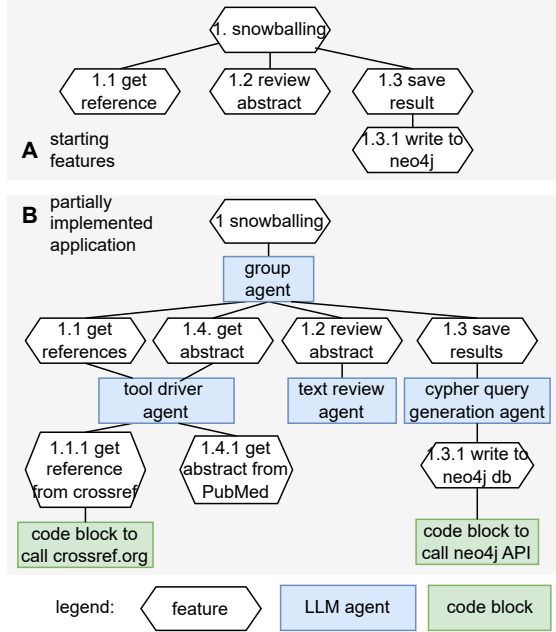 1. snowballing
1.1 get
reference
1.2 review
abstract
1.3 save
result
1.3.1 write to
neo4j
A
starting
features
B
partially
implemented
application
1 snowballing
group
agent
1.1 get
references
1.4. get
abstract
1.2 review
abstract
1.3 save
results
tool driver
agent
text review
agent
cypher query
generation agent
1.1.1 get
reference
from crossref
1.4.1 get
abstract from
PubMed
1.3.1 write to
neo4j db
code block to
call crossref.org
code block to
call neo4j API
legend:
feature
LLM agent
code block